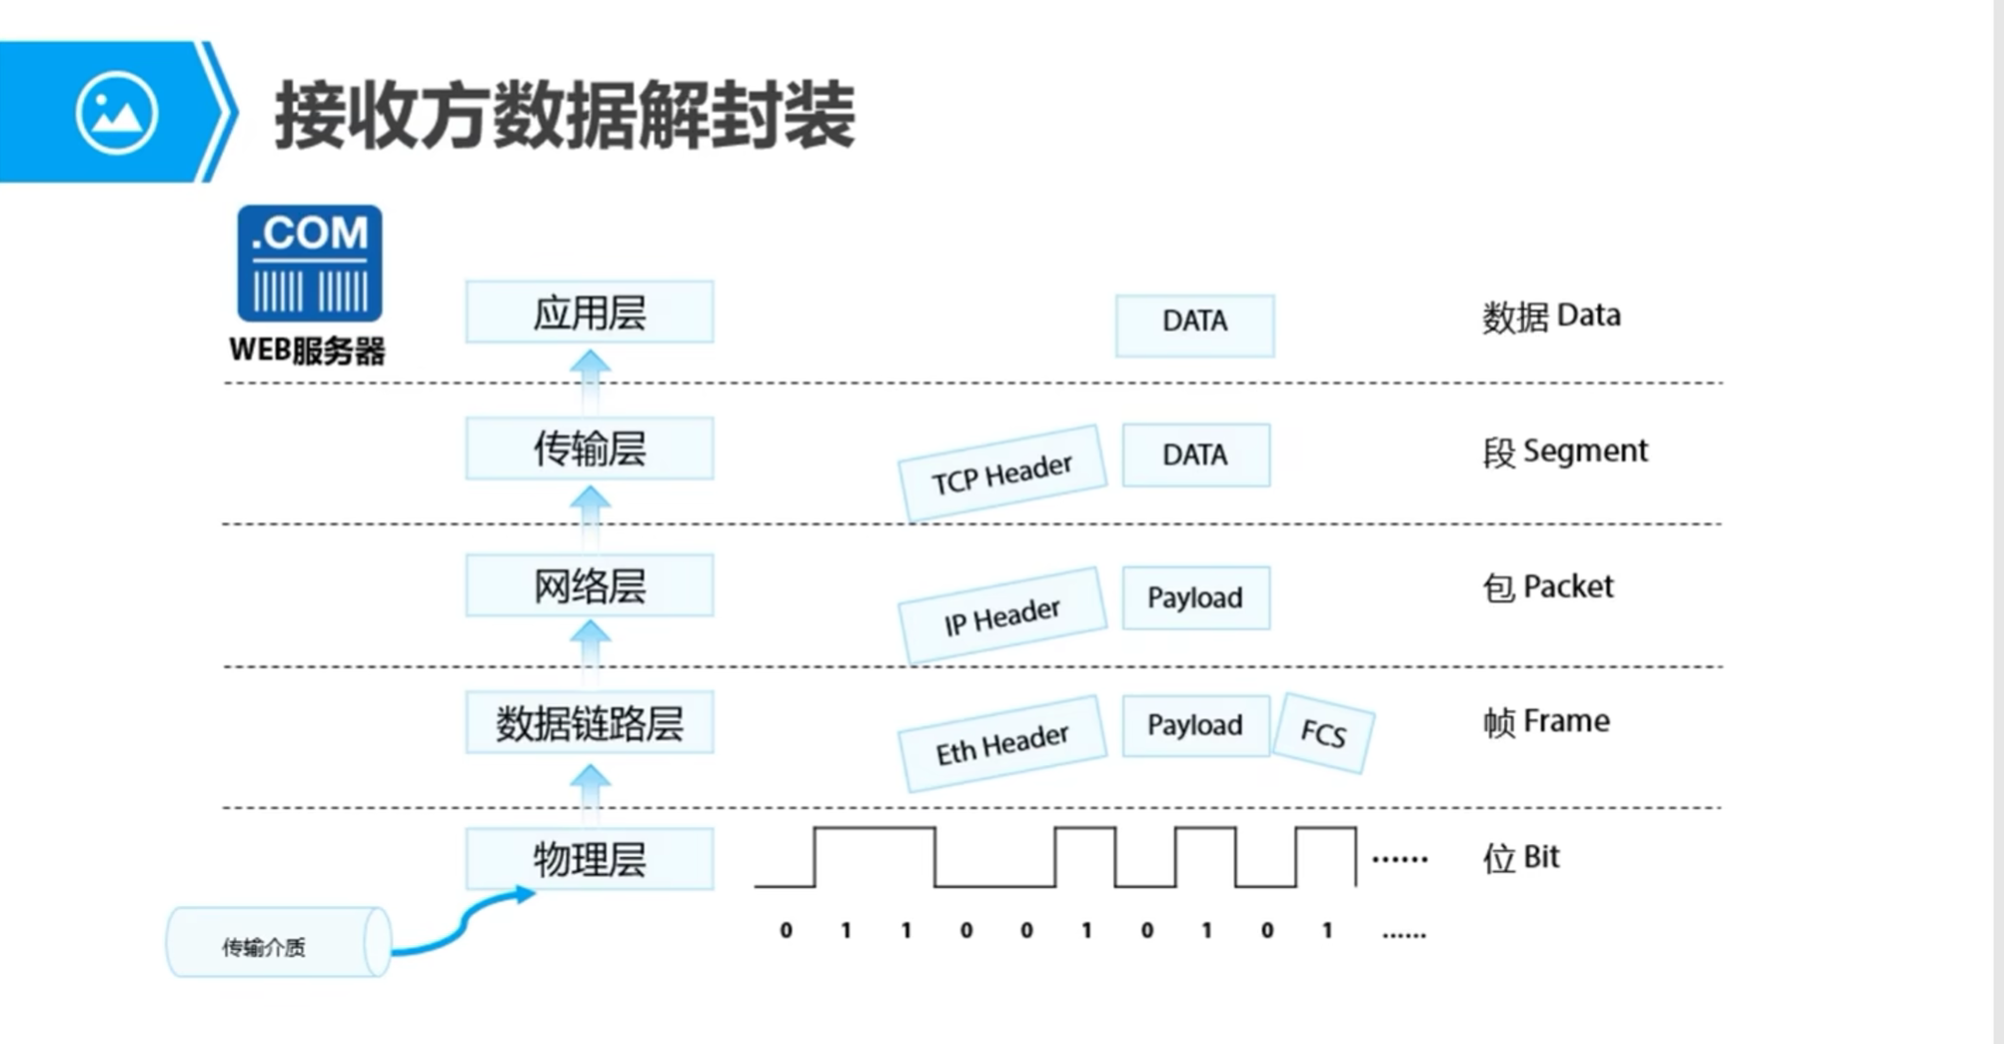 接收方数据解封装
.COM
WEB服务器
应用层
DATA
数据 Data
传输层
TCP Header
DATA
段 Segment
网络层
IP Header
Payload
包 Packet
数据链路层
Eth Header
Payload
FCS
帧 Frame
物理层
......
位 Bit
传输介质
0 1 1 0 0 1 0 1 0 1 ......